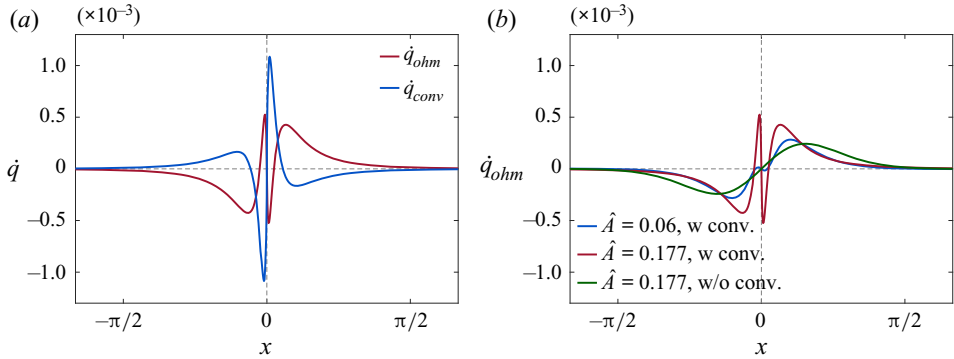 (a) (×10⁻³)
1.0
0.5
0
−0.5
−1.0
q̇
q̇ohm
q̇conv
−π/2 0 π/2
x
(b) (×10⁻³)
1.0
0.5
0
−0.5
−1.0
q̇ohm
Â = 0.06, w conv.
Â = 0.177, w conv.
Â = 0.177, w/o conv.
−π/2 0 π/2
x